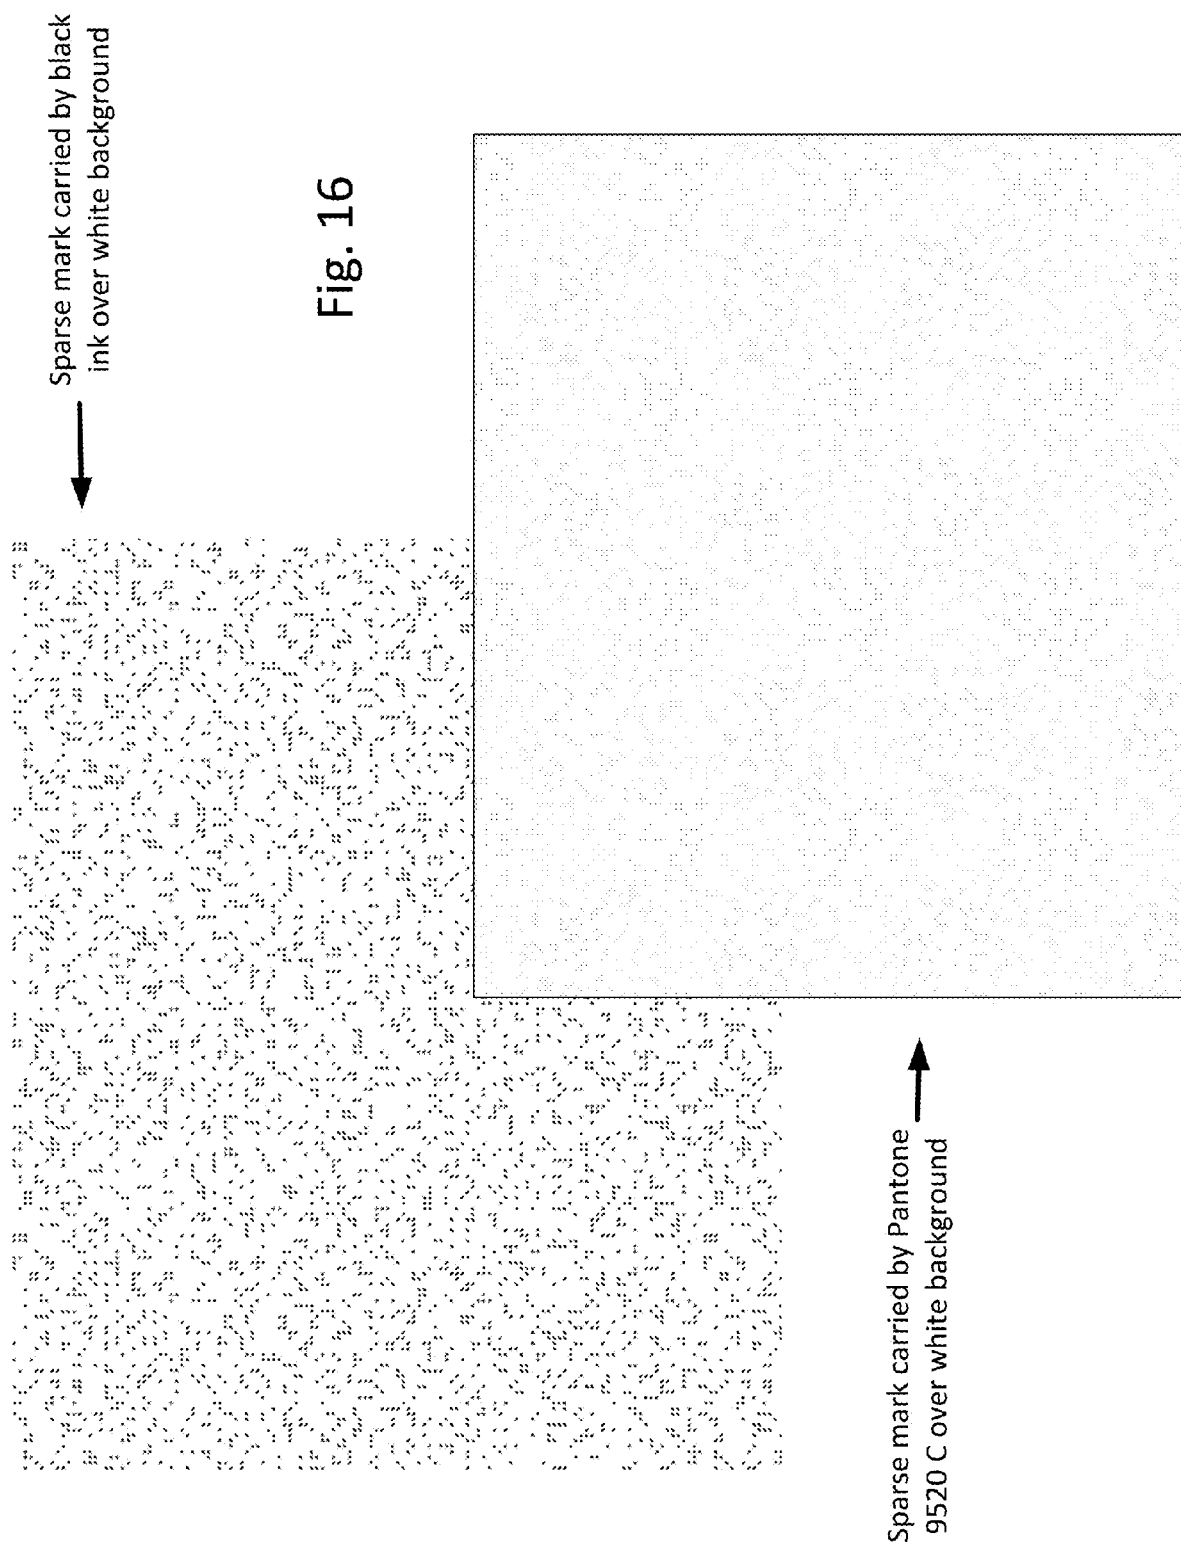 Sparse mark carried by black
ink over white background
Fig. 16
Sparse mark carried by Pantone
9520 C over white background